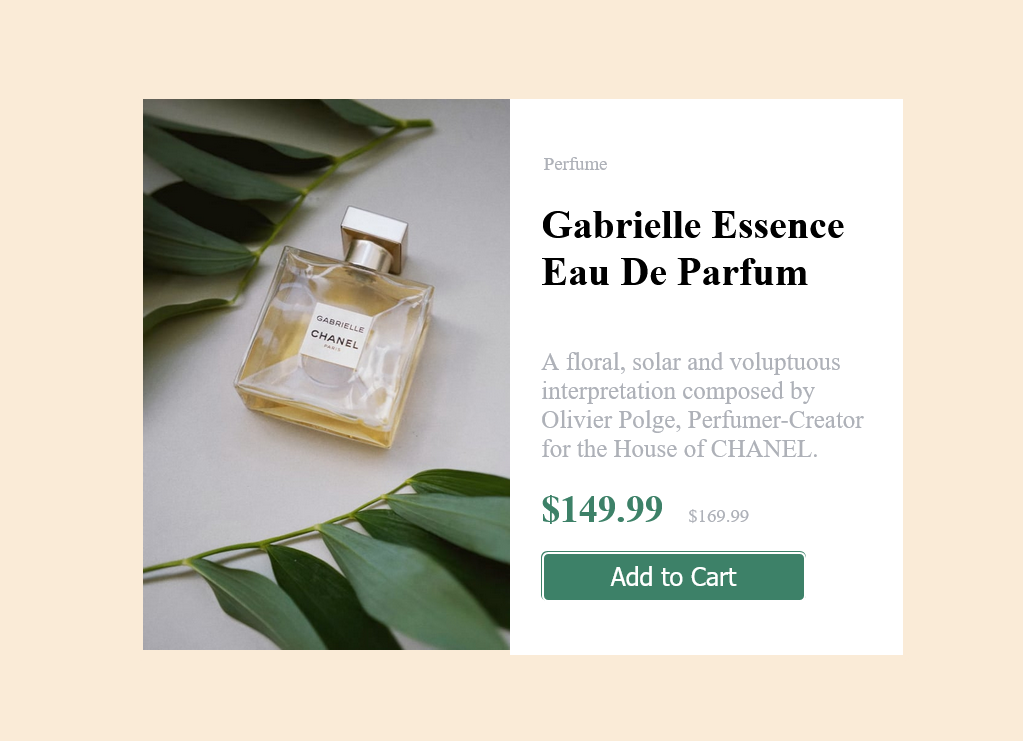 GABRIELLE
CHANEL
PARIS
Perfume
Gabrielle Essence
Eau De Parfum
A floral, solar and voluptuous
interpretation composed by
Olivier Polge, Perfumer-Creator
for the House of CHANEL.
$149.99 $169.99
Add to Cart